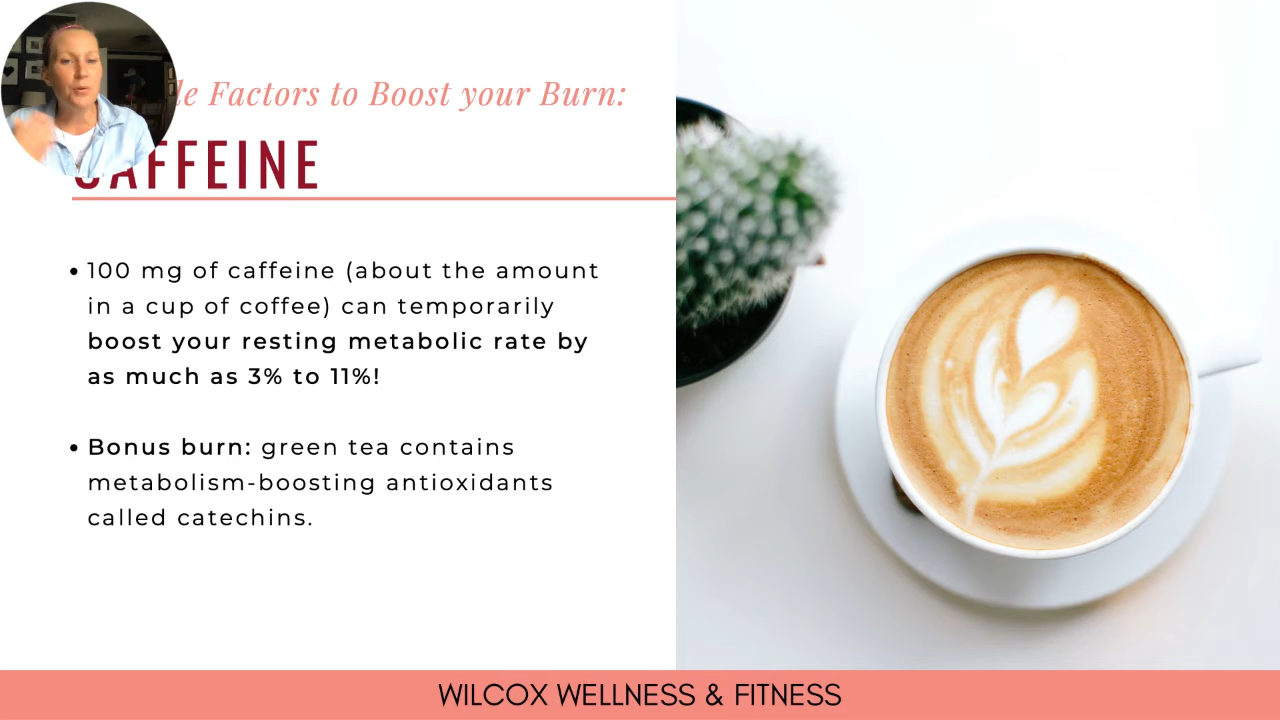 Factors to Boost your Burn:
CAFFEINE
• 100 mg of caffeine (about the amount
in a cup of coffee) can temporarily
boost your resting metabolic rate by
as much as 3% to 11%!
• Bonus burn: green tea contains
metabolism-boosting antioxidants
called catechins.
WILCOX WELLNESS & FITNESS